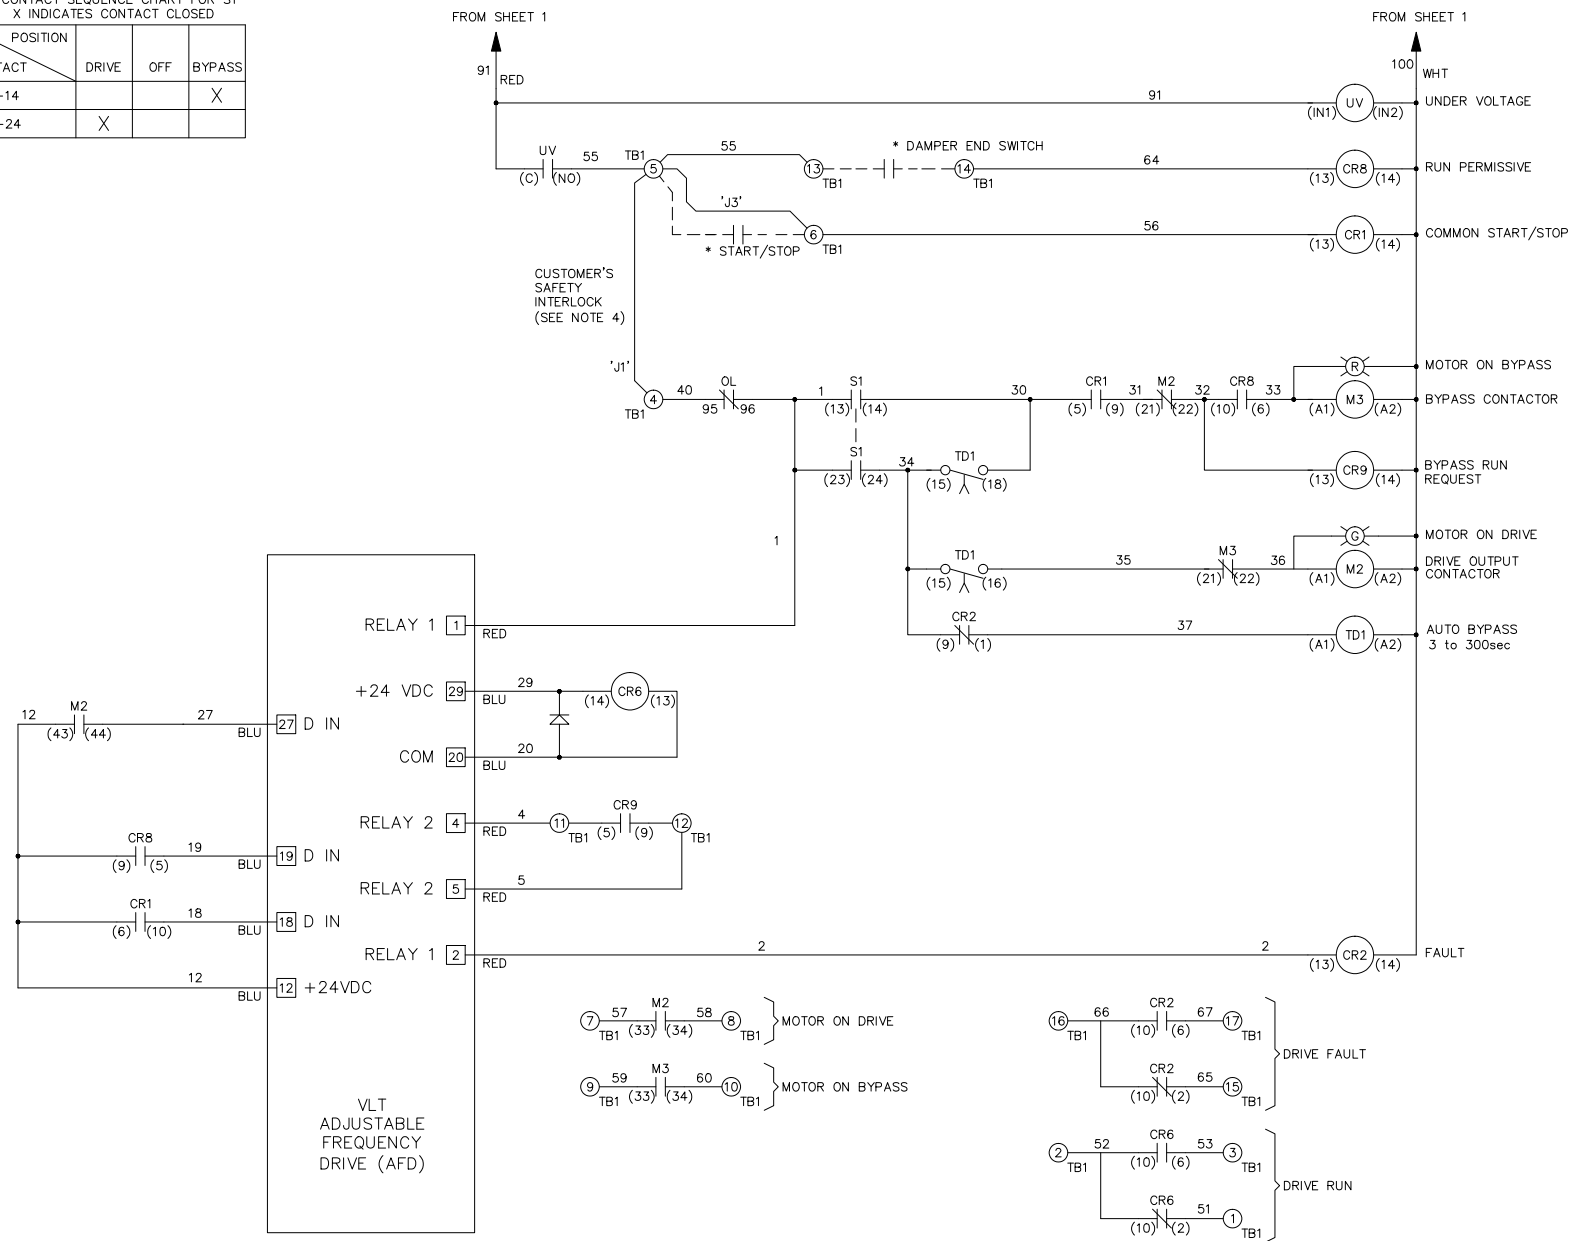 X INDICATES CONTACT CLOSED
POSITION
DRIVE OFF BYPASS
-14 X
-24 X
FROM SHEET 1
91
RED
FROM SHEET 1
100
WHT
91
(IN1) UV (IN2)
UNDER VOLTAGE
UV
(C) (NO)
55
TB1
5
55
13
TB1
* DAMPER END SWITCH
14
TB1
64
(13) CR8 (14)
RUN PERMISSIVE
'J3'
* START/STOP
6
TB1
56
(13) CR1 (14)
COMMON START/STOP
CUSTOMER'S
SAFETY
INTERLOCK
(SEE NOTE 4)
'J1'
4
TB1
40
OL
95 96
1
S1
(13) (14)
30
CR1
(5) (9)
31
M2
(21) (22)
32
CR8
(10) (6)
33
R
MOTOR ON BYPASS
(A1) M3 (A2)
BYPASS CONTACTOR
S1
(23) (24)
34
TD1
(15) (18)
(13) CR9 (14)
BYPASS RUN
REQUEST
1
TD1
(15) (16)
35
M3
(21) (22)
36
G
MOTOR ON DRIVE
(A1) M2 (A2)
DRIVE OUTPUT
CONTACTOR
CR2
(9) (1)
37
(A1) TD1 (A2)
AUTO BYPASS
3 to 300sec
RELAY 1 1 RED
+24 VDC 29 BLU
29
(14) CR6 (13)
12
M2
(43) (44)
27
BLU
27 D IN
COM 20 BLU
20
RELAY 2 4 RED
4
11
TB1
CR9
(5) (9)
12
TB1
CR8
(9) (5)
19
BLU
19 D IN
RELAY 2 5 RED
5
CR1
(6) (10)
18
BLU
18 D IN
RELAY 1 2 RED
2
2
(13) CR2 (14)
FAULT
12
BLU
12 +24VDC
7
TB1
57
M2
(33) (34)
58
8
TB1
MOTOR ON DRIVE
9
TB1
59
M3
(33) (34)
60
10
TB1
MOTOR ON BYPASS
16
TB1
66
CR2
(10) (6)
67
17
TB1
CR2
(10) (2)
65
15
TB1
DRIVE FAULT
2
TB1
52
CR6
(10) (6)
53
3
TB1
CR6
(10) (2)
51
1
TB1
DRIVE RUN
VLT
ADJUSTABLE
FREQUENCY
DRIVE (AFD)